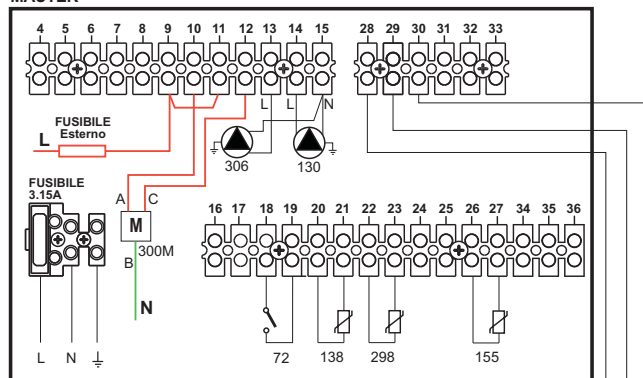 MASTER
4 5 6 7 8 9 10 11 12 13 14 15 28 29 30 31 32 33
L L N
FUSIBILE
Esterno
L
306 130
FUSIBILE
3.15A
A C
M
300M
B
N
16 17 18 19 20 21 22 23 24 25 26 27 34 35 36
L N
72 138 298 155